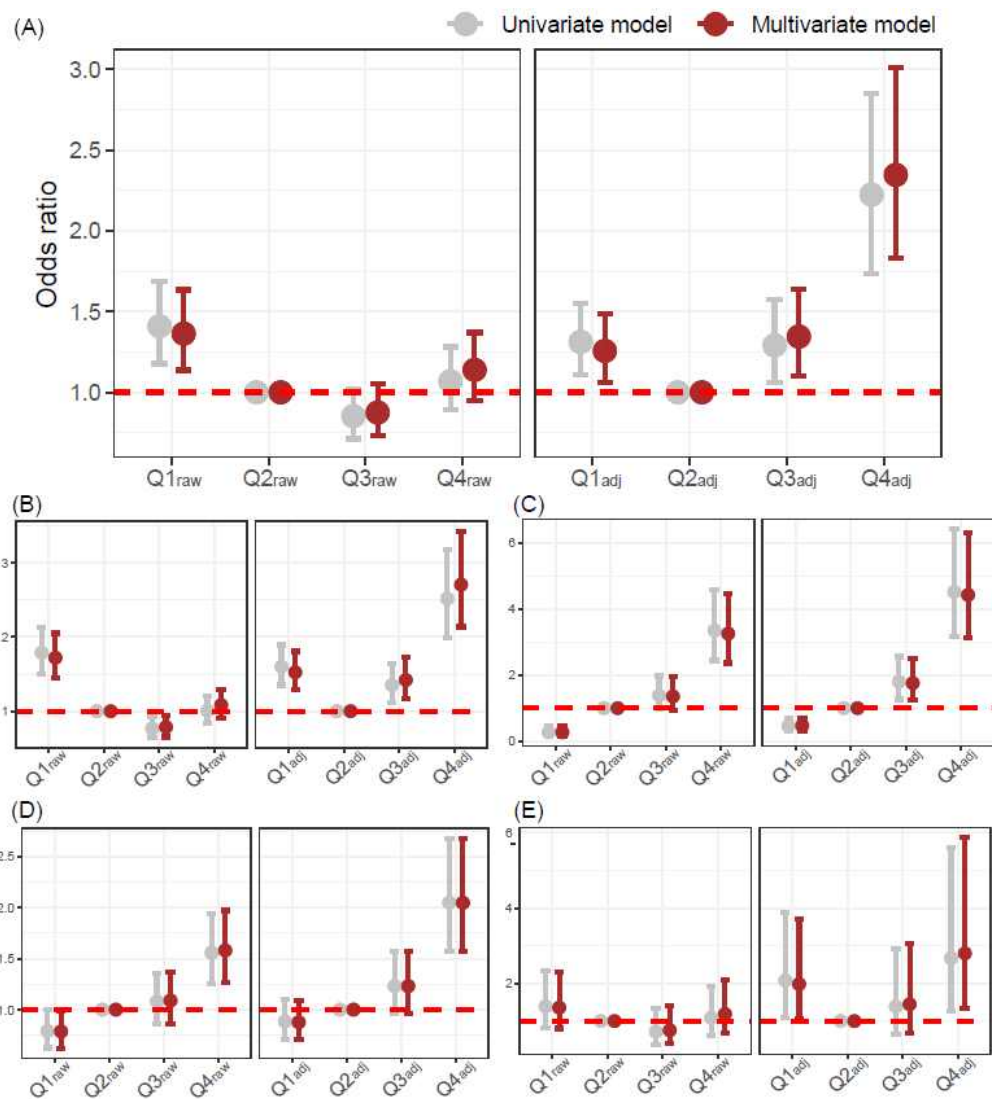 (A) Univariate model Multivariate model
Odds ratio
3.0
2.5
2.0
1.5
1.0
Q1raw Q2raw Q3raw Q4raw Q1adj Q2adj Q3adj Q4adj
(B) (C)
3
2
1
Q1raw Q2raw Q3raw Q4raw Q1adj Q2adj Q3adj Q4adj
6
4
2
0
Q1raw Q2raw Q3raw Q4raw Q1adj Q2adj Q3adj Q4adj
(D) (E)
2.5
2.0
1.5
1.0
Q1raw Q2raw Q3raw Q4raw Q1adj Q2adj Q3adj Q4adj
6
4
2
Q1raw Q2raw Q3raw Q4raw Q1adj Q2adj Q3adj Q4adj